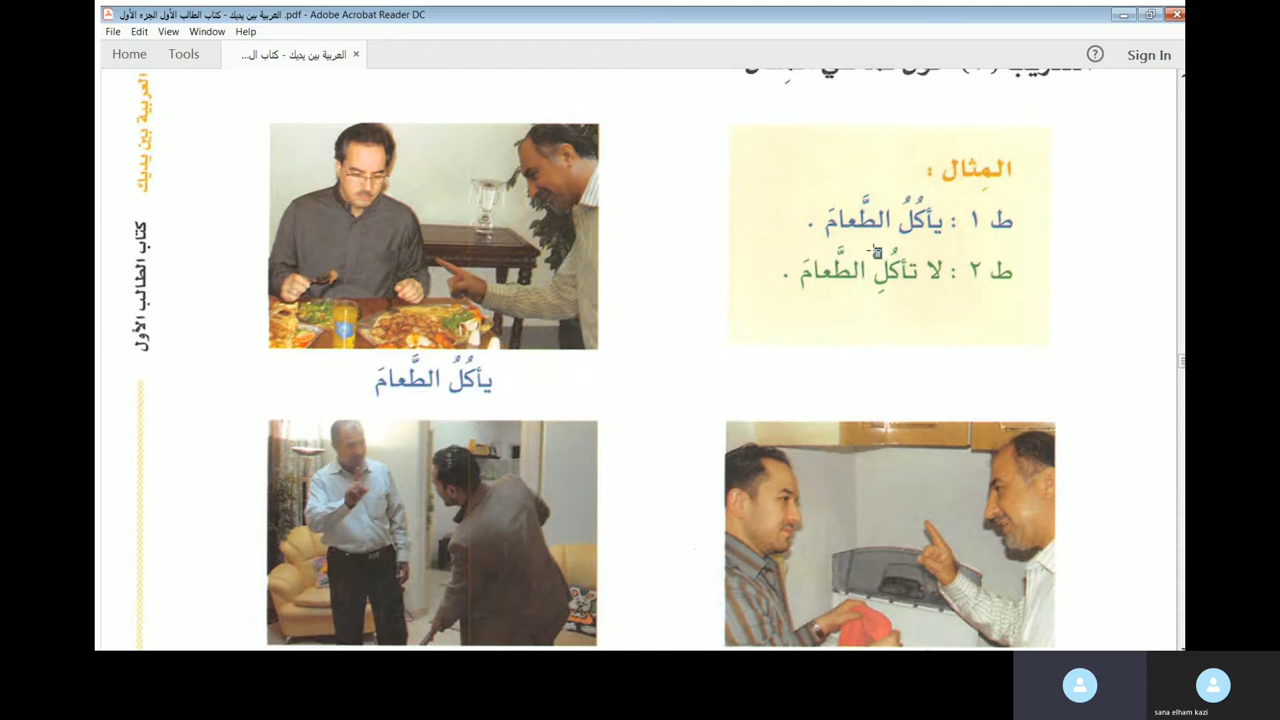 العربية بين يديك - كتاب الطالب الأول الجزء الأول.pdf - Adobe Acrobat Reader DC
File Edit View Window Help
Home Tools العربية بين يديك - كتاب ال... × ? Sign In
المِثال :
ط ١ : يأكُلُ الطَّعامَ .
ط ٢ : لا تأكُلِ الطَّعامَ .
يأكُلُ الطَّعامَ
العربية بين يديك
كتاب الطالب الأول
sana elham kazi